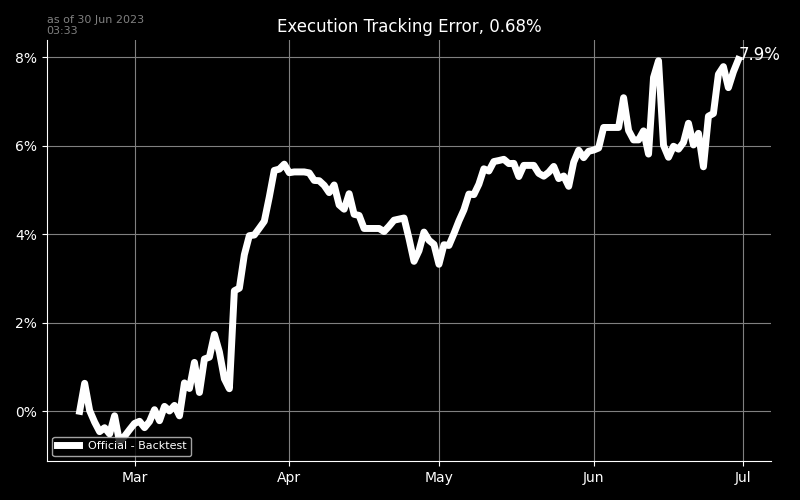 as of 30 Jun 2023
03:33
Execution Tracking Error, 0.68%
8%
7.9%
6%
4%
2%
0%
Official - Backtest
Mar
Apr
May
Jun
Jul